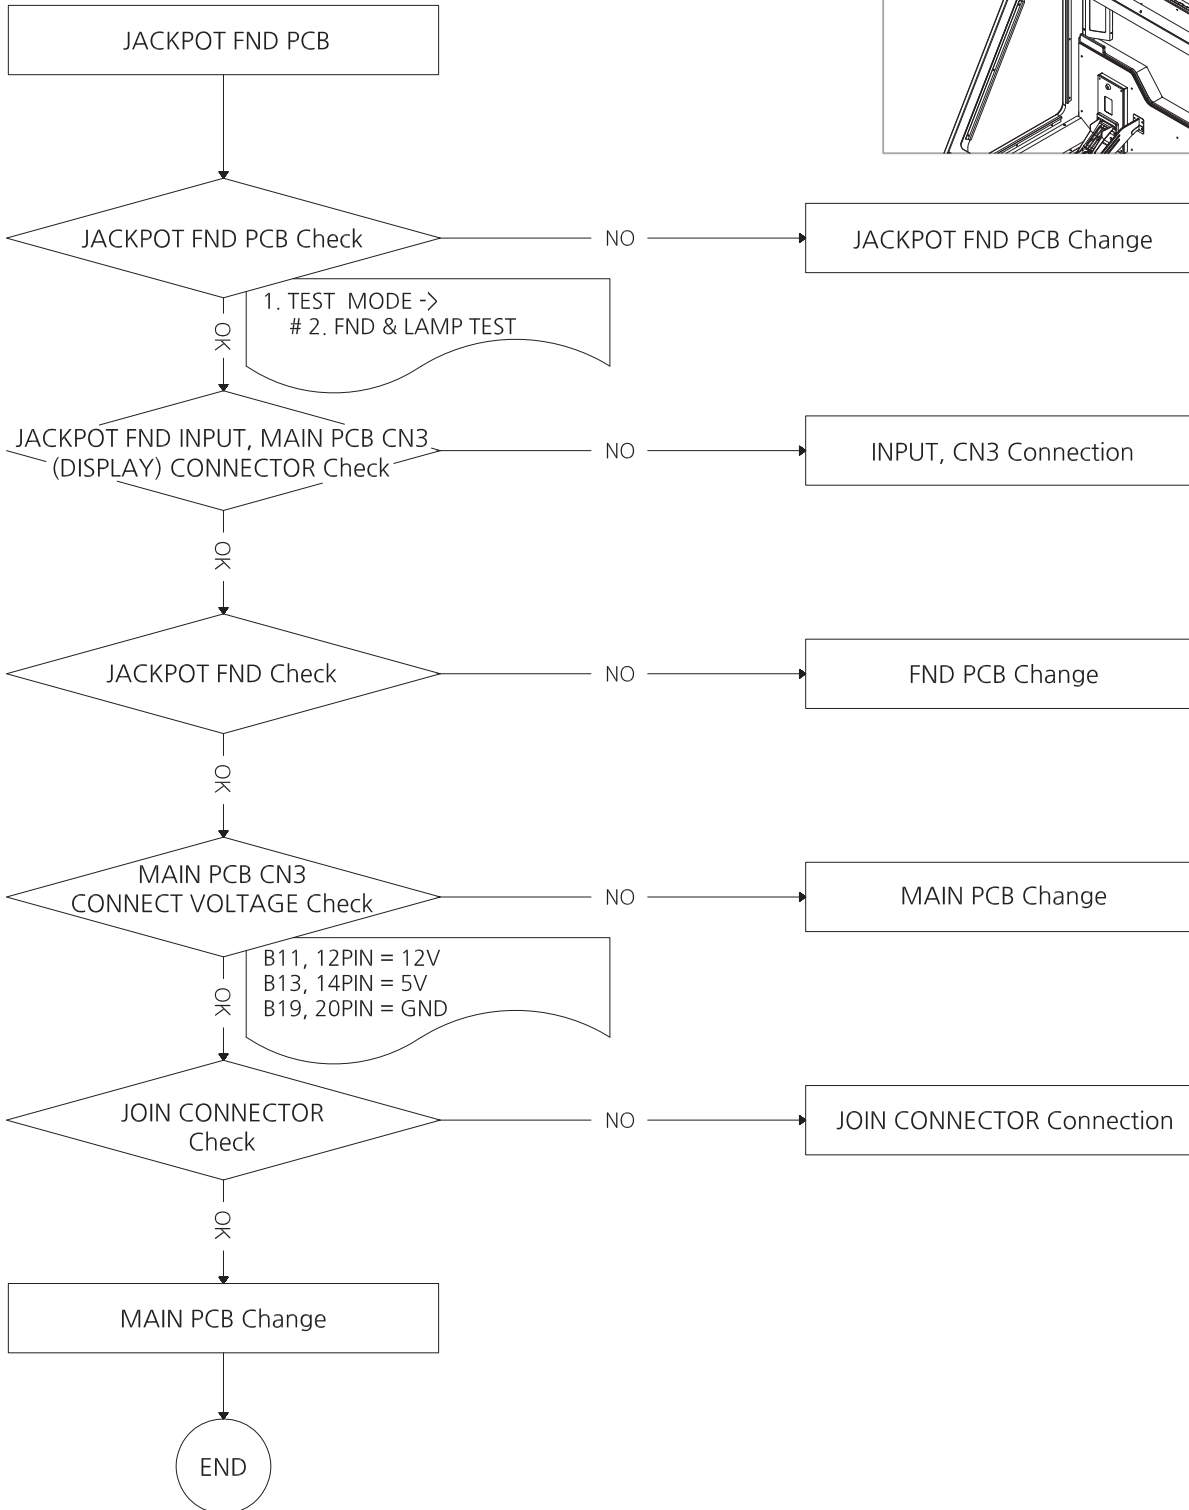 JACKPOT FND PCB
JACKPOT FND PCB Check
NO
JACKPOT FND PCB Change
1. TEST MODE ->
# 2. FND & LAMP TEST
OK
JACKPOT FND INPUT, MAIN PCB CN3
(DISPLAY) CONNECTOR Check
NO
INPUT, CN3 Connection
OK
JACKPOT FND Check
NO
FND PCB Change
OK
MAIN PCB CN3
CONNECT VOLTAGE Check
NO
MAIN PCB Change
B11, 12PIN = 12V
B13, 14PIN = 5V
B19, 20PIN = GND
OK
JOIN CONNECTOR
Check
NO
JOIN CONNECTOR Connection
OK
MAIN PCB Change
END